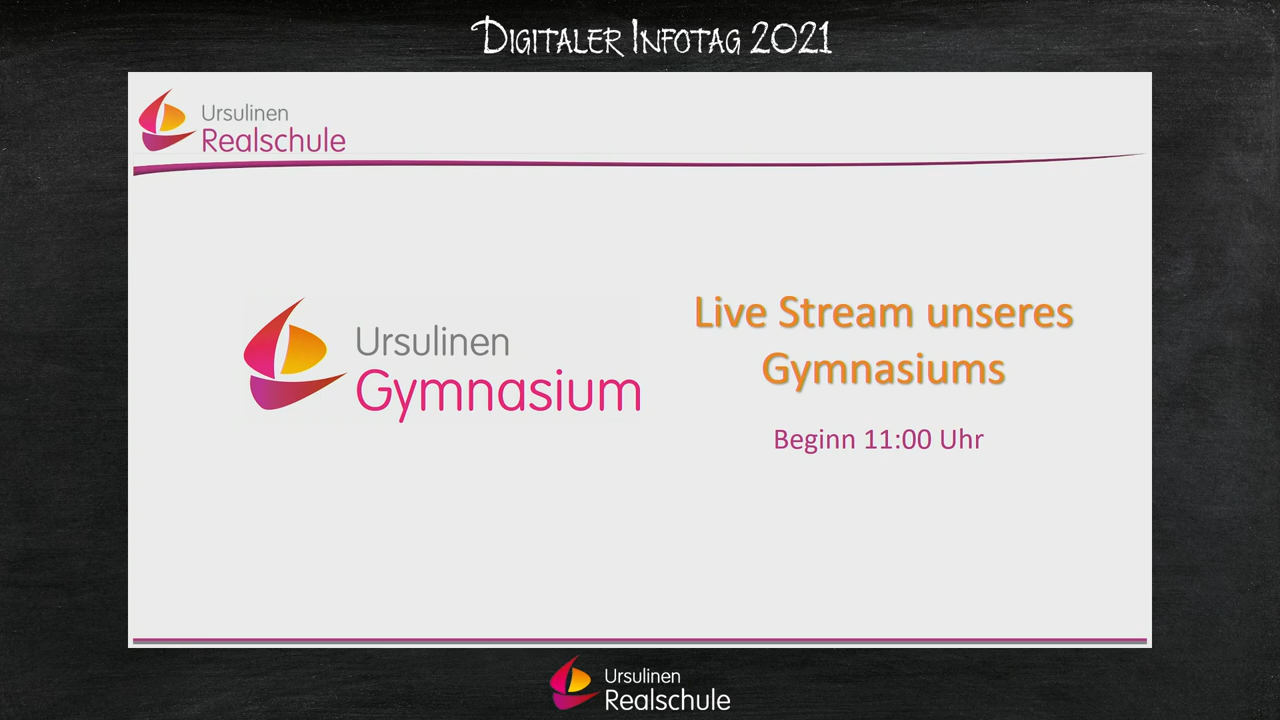 Digitaler Infotag 2021
Ursulinen
Realschule
Ursulinen
Gymnasium
Live Stream unseres
Gymnasiums
Beginn 11:00 Uhr
Ursulinen
Realschule